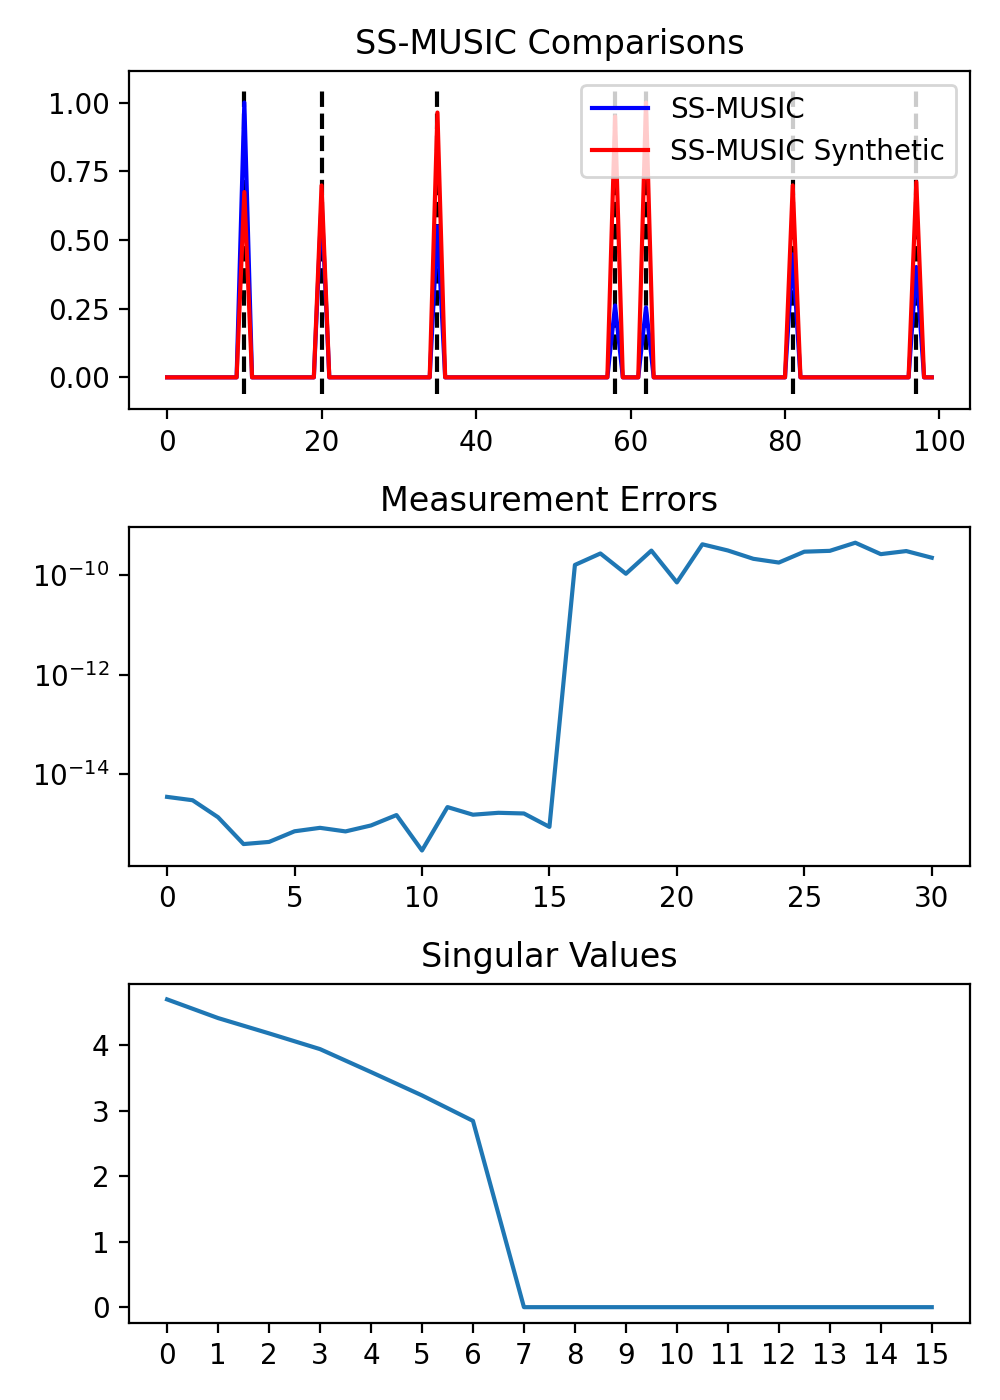 SS-MUSIC Comparisons
1.00
0.75
0.50
0.25
0.00
SS-MUSIC
SS-MUSIC Synthetic
0 20 40 60 80 100
Measurement Errors
10⁻¹⁰
10⁻¹²
10⁻¹⁴
0 5 10 15 20 25 30
Singular Values
4
3
2
1
0
0 1 2 3 4 5 6 7 8 9 10 11 12 13 14 15